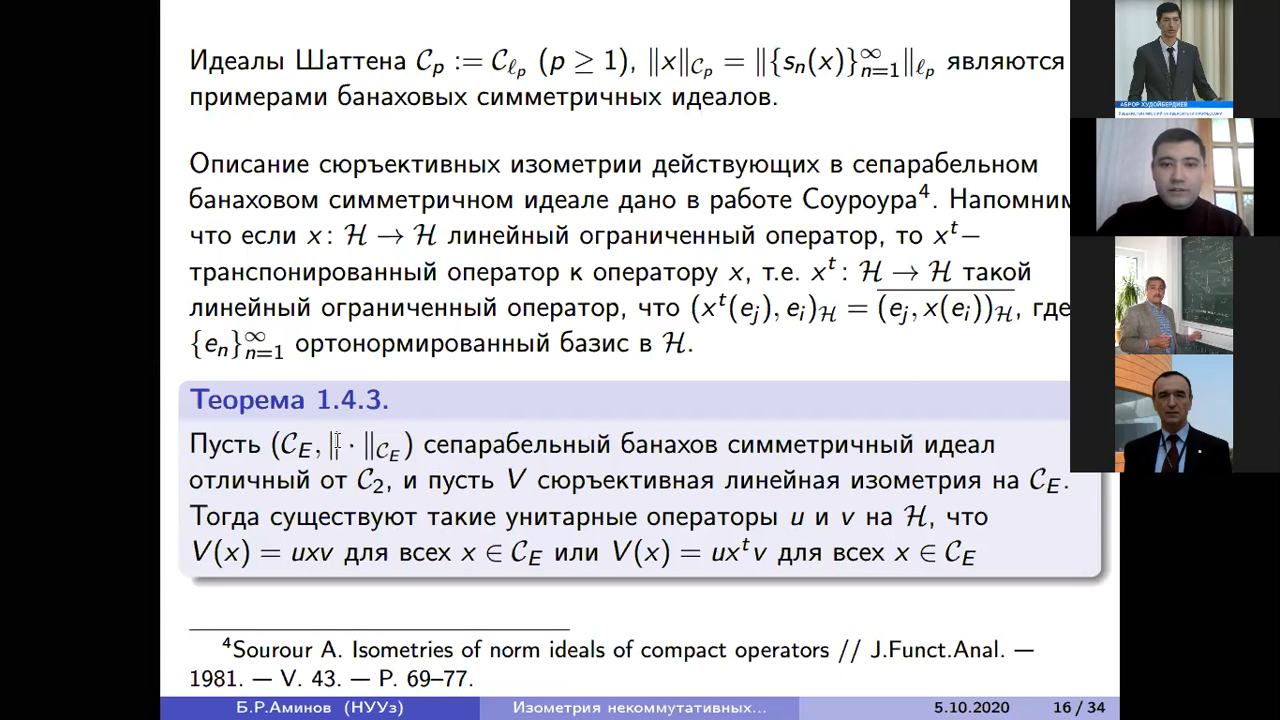 Идеалы Шаттена 𝒞_p := 𝒞_{ℓ_p} (p ≥ 1), ‖x‖_{𝒞_p} = ‖{s_n(x)}_{n=1}^∞‖_{ℓ_p} являются
примерами банаховых симметричных идеалов.
Описание сюръективных изометрии действующих в сепарабельном
банаховом симметричном идеале дано в работе Соуроура⁴. Напомним
что если x: ℋ → ℋ линейный ограниченный оператор, то x^t−
транспонированный оператор к оператору x, т.е. x^t: ℋ → ℋ такой
линейный ограниченный оператор, что (x^t(e_j), e_i)_ℋ = \overline{(e_j, x(e_i))_ℋ}, где
{e_n}_{n=1}^∞ ортонормированный базис в ℋ.
Теорема 1.4.3.
Пусть (𝒞_E, ‖ · ‖_{𝒞_E}) сепарабельный банахов симметричный идеал
отличный от 𝒞_2, и пусть V сюръективная линейная изометрия на 𝒞_E.
Тогда существуют такие унитарные операторы u и v на ℋ, что
V(x) = uxv для всех x ∈ 𝒞_E или V(x) = ux^t v для всех x ∈ 𝒞_E
⁴Sourour A. Isometries of norm ideals of compact operators // J.Funct.Anal. —
1981. — V. 43. — P. 69–77.
Б.Р.Аминов (НУУз) Изометрия некоммутативных... 5.10.2020 16 / 34
АБРОР ХУДОЙБЕРДИЕВ